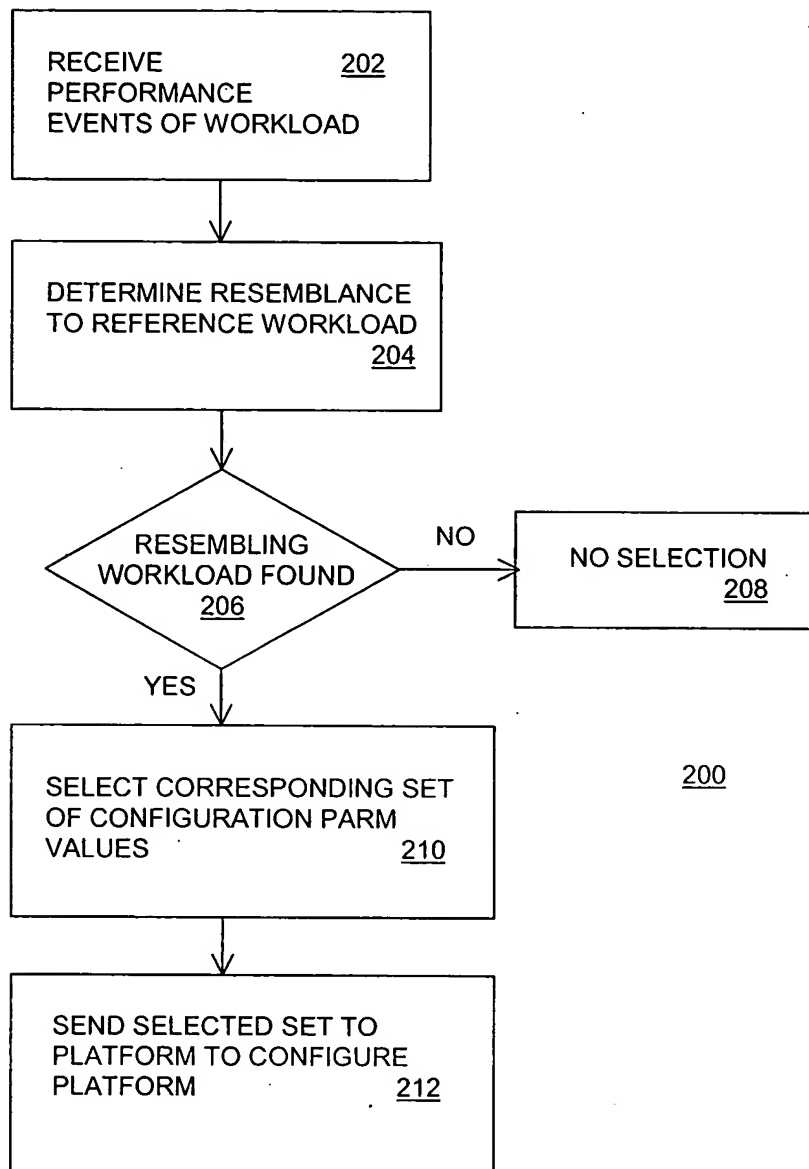 RECEIVE 202
PERFORMANCE
EVENTS OF WORKLOAD
DETERMINE RESEMBLANCE
TO REFERENCE WORKLOAD
204
RESEMBLING
WORKLOAD FOUND
206
NO
NO SELECTION
208
YES
SELECT CORRESPONDING SET
OF CONFIGURATION PARM
VALUES 210
200
SEND SELECTED SET TO
PLATFORM TO CONFIGURE
PLATFORM 212